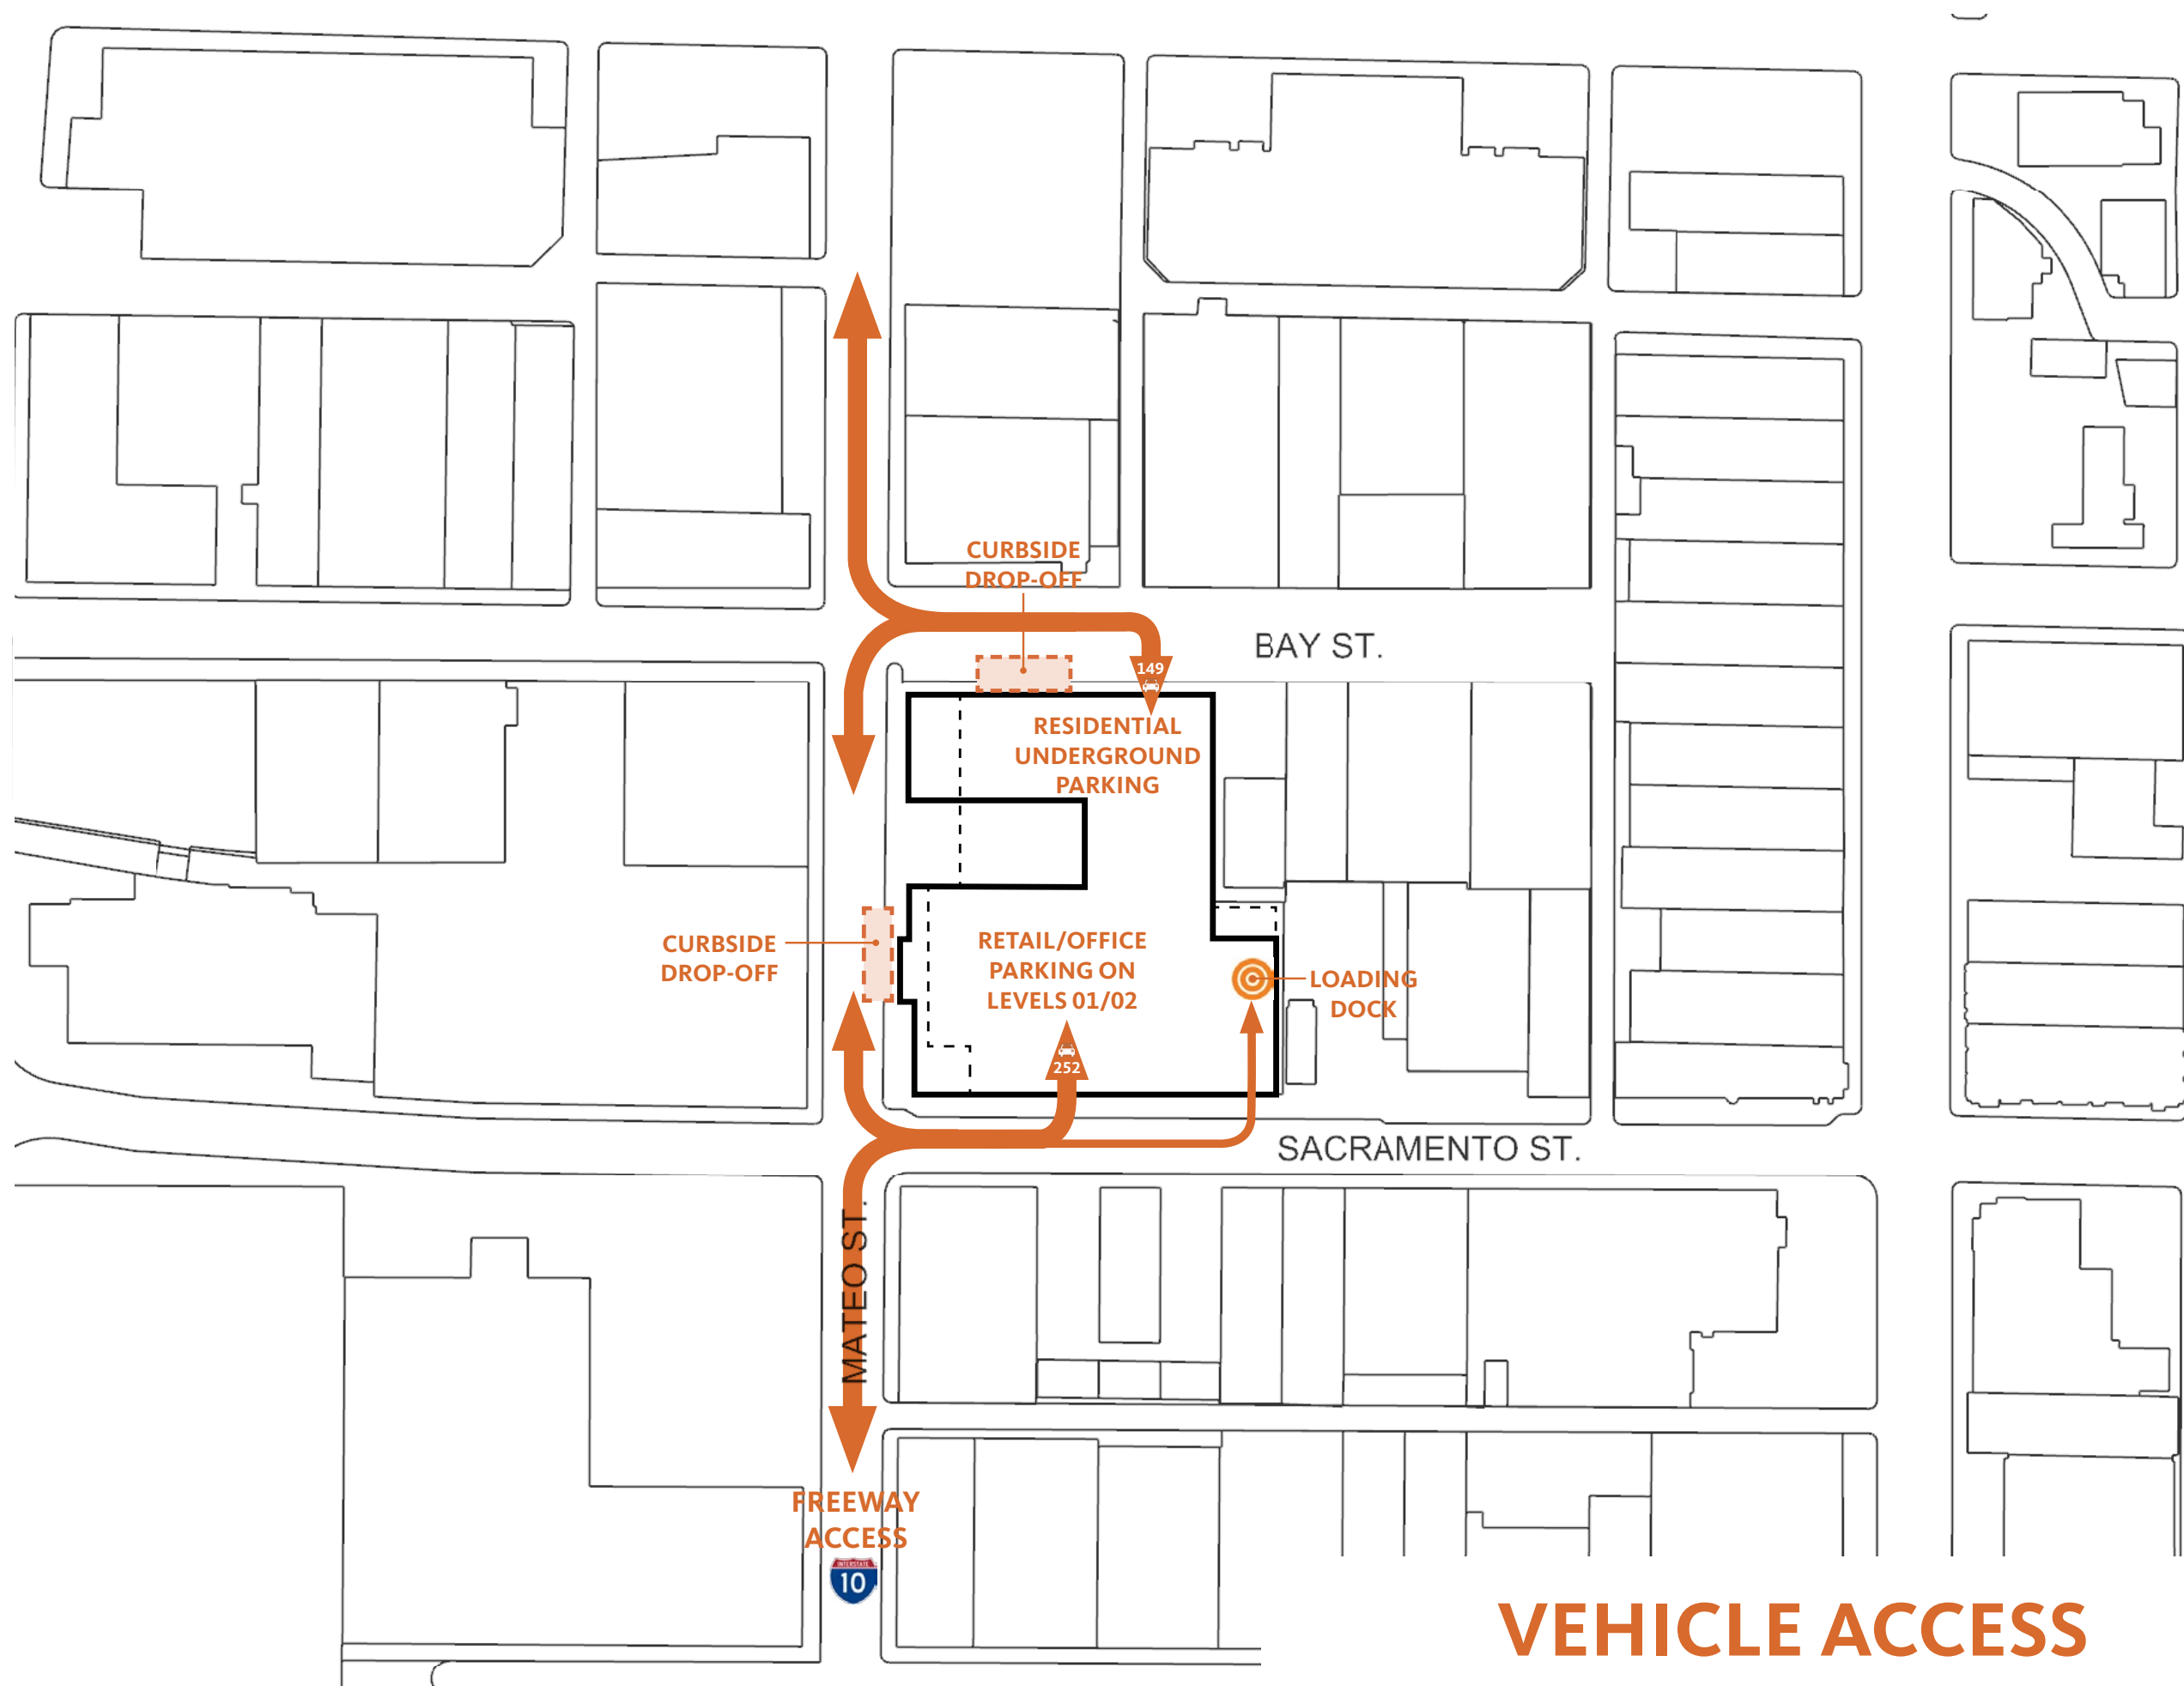 CURBSIDE
DROP-OFF
BAY ST.
149
RESIDENTIAL
UNDERGROUND
PARKING
CURBSIDE
DROP-OFF
RETAIL/OFFICE
PARKING ON
LEVELS 01/02
LOADING
DOCK
252
SACRAMENTO ST.
MATEO ST.
FREEWAY
ACCESS
INTERSTATE
10
VEHICLE ACCESS